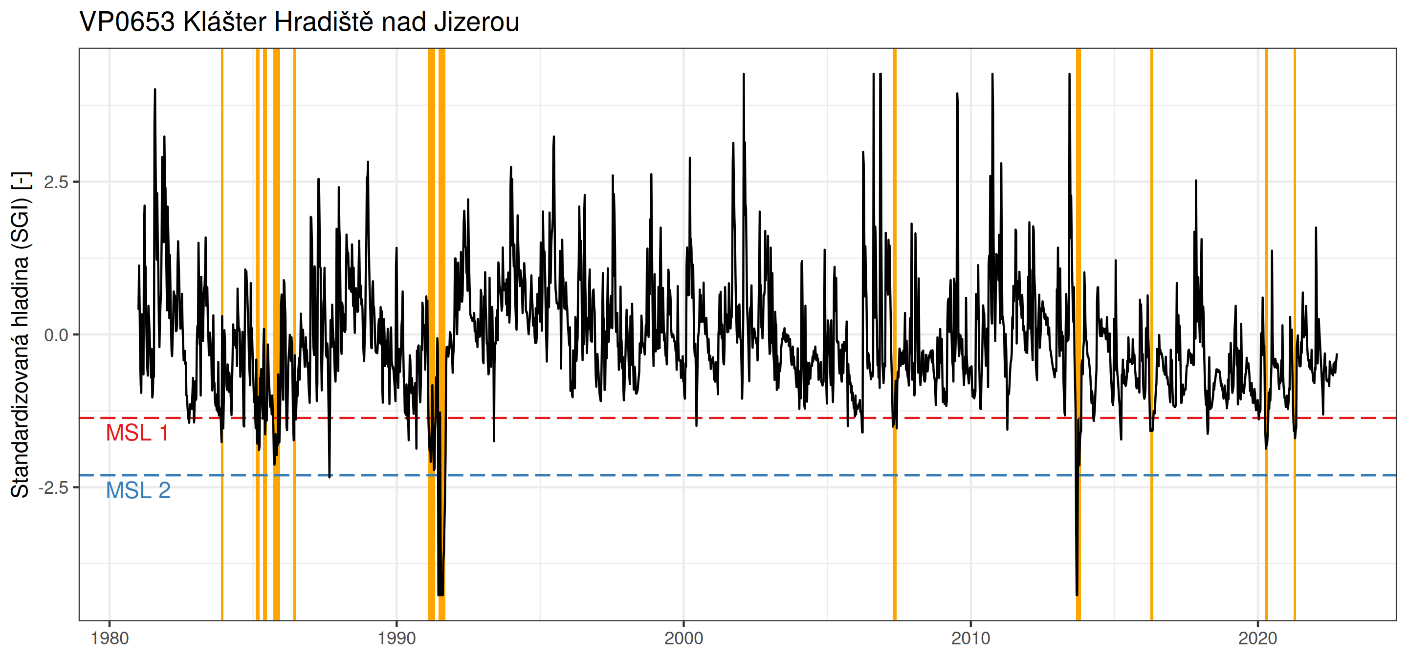 VP0653 Klášter Hradiště nad Jizerou
Standardizovaná hladina (SGI) [-]
2.5
0.0
-2.5
MSL 1
MSL 2
1980
1990
2000
2010
2020